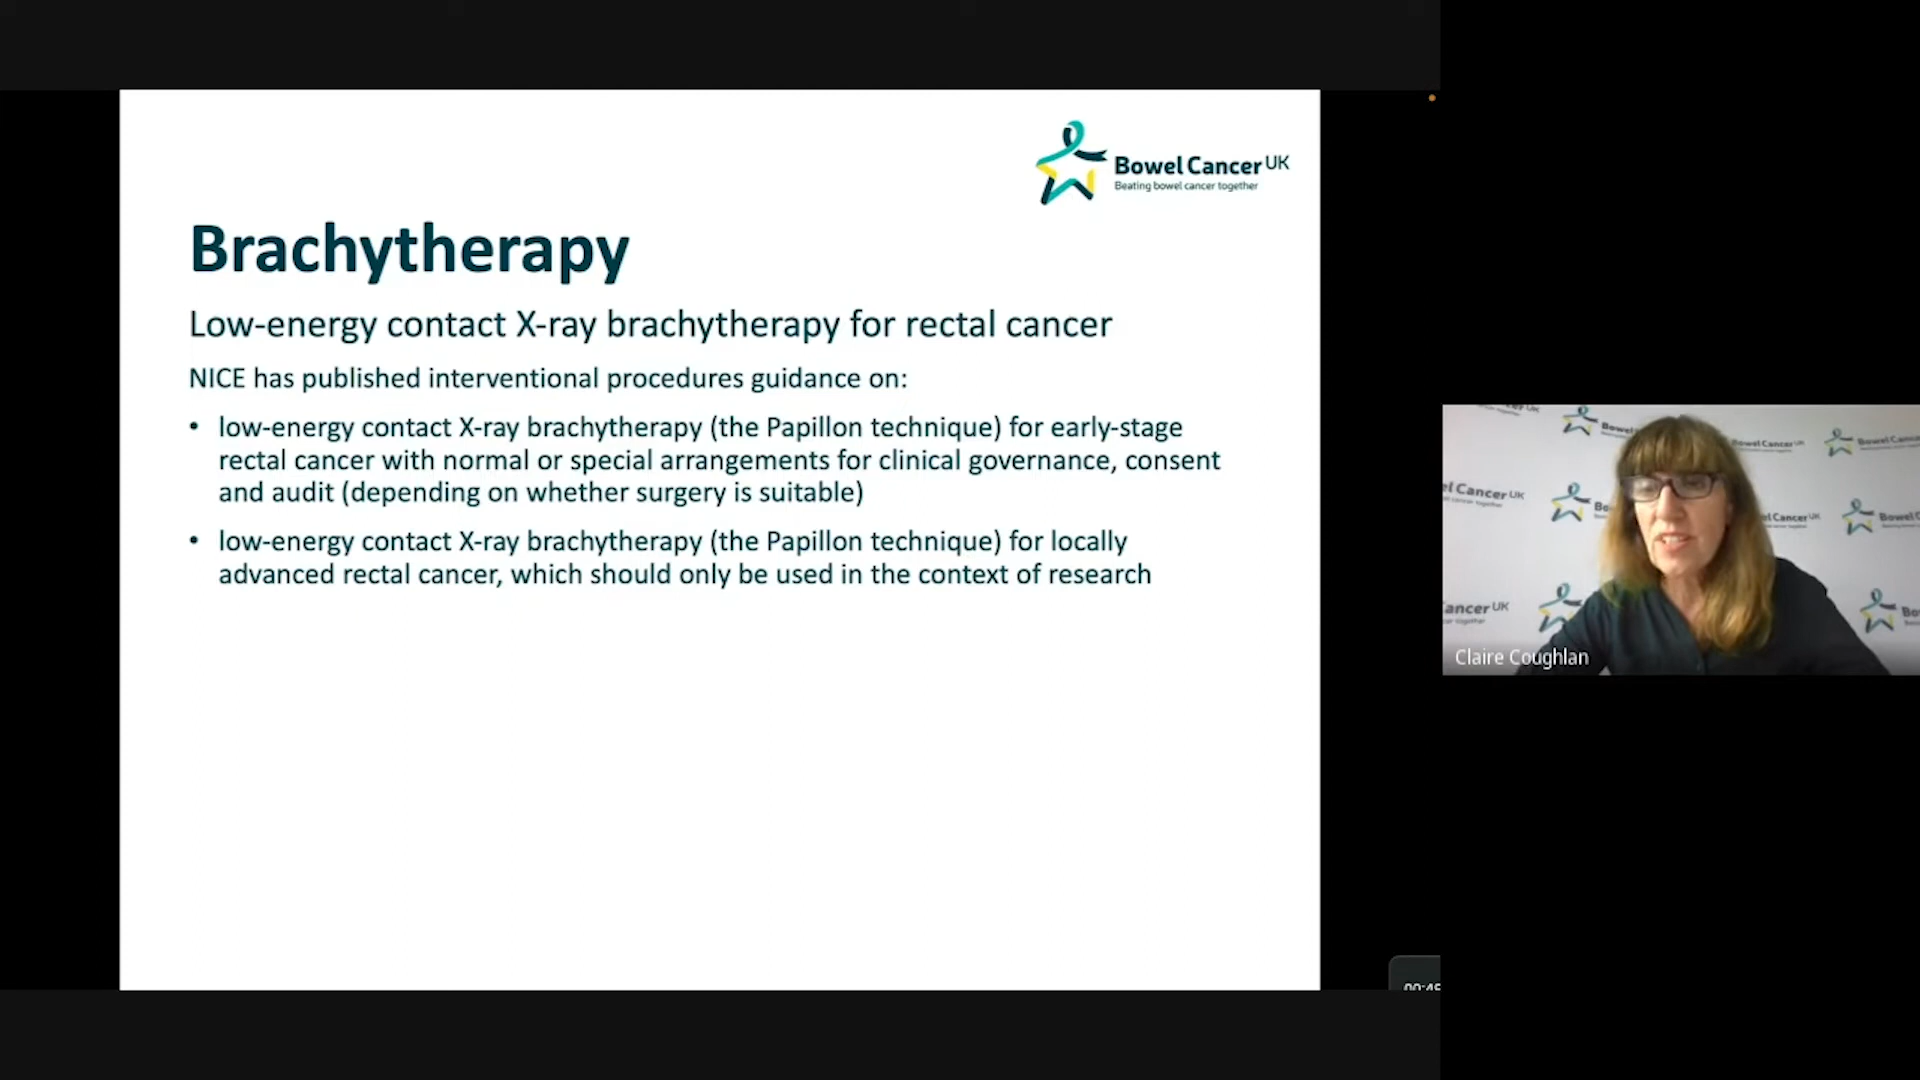 Bowel Cancer UK
Beating bowel cancer together
Brachytherapy
Low-energy contact X-ray brachytherapy for rectal cancer
NICE has published interventional procedures guidance on:
• low-energy contact X-ray brachytherapy (the Papillon technique) for early-stage
rectal cancer with normal or special arrangements for clinical governance, consent
and audit (depending on whether surgery is suitable)
• low-energy contact X-ray brachytherapy (the Papillon technique) for locally
advanced rectal cancer, which should only be used in the context of research
Claire Coughlan